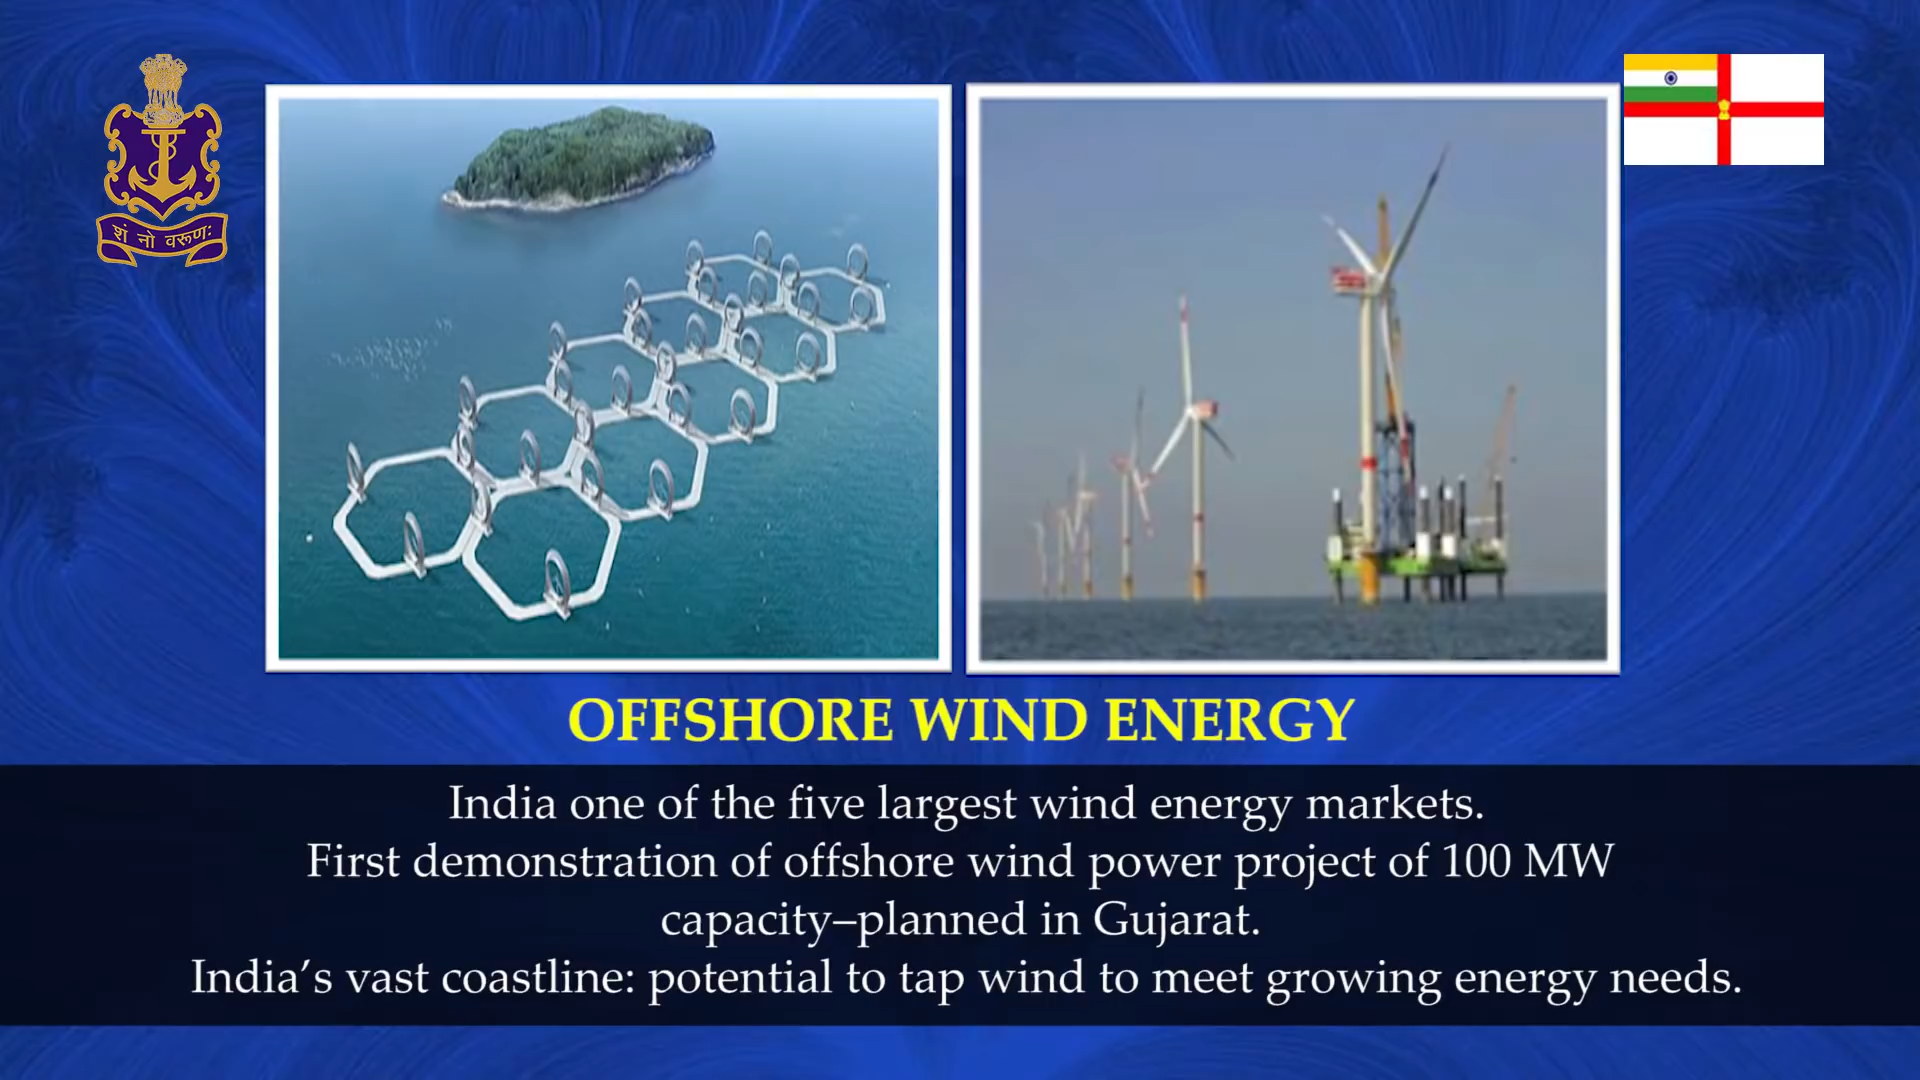 शं नो वरूणः
OFFSHORE WIND ENERGY
India one of the five largest wind energy markets.
First demonstration of offshore wind power project of 100 MW
capacity–planned in Gujarat.
India’s vast coastline: potential to tap wind to meet growing energy needs.